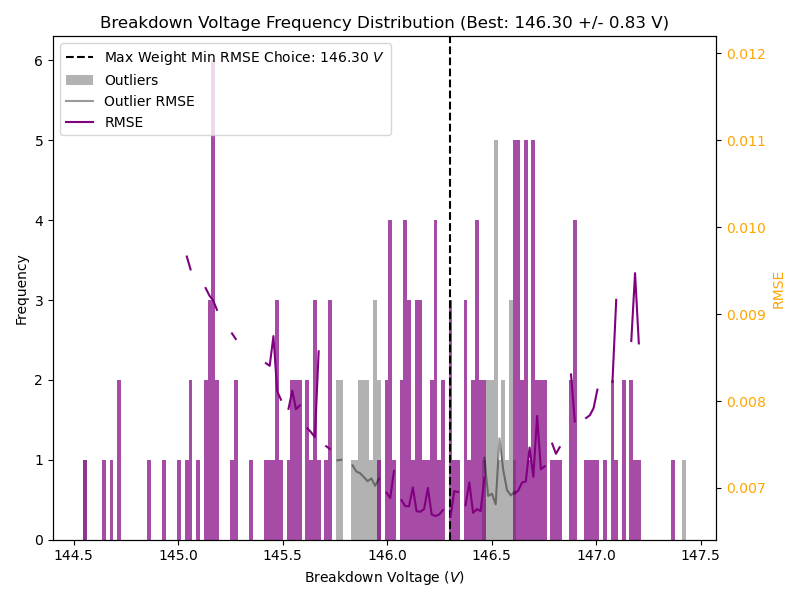 Breakdown Voltage Frequency Distribution (Best: 146.30 +/- 0.83 V)
Max Weight Min RMSE Choice: 146.30 V
Outliers
Outlier RMSE
RMSE
6
5
4
3
2
1
0
Frequency
0.012
0.011
0.010
0.009
0.008
0.007
RMSE
144.5 145.0 145.5 146.0 146.5 147.0 147.5
Breakdown Voltage (V)